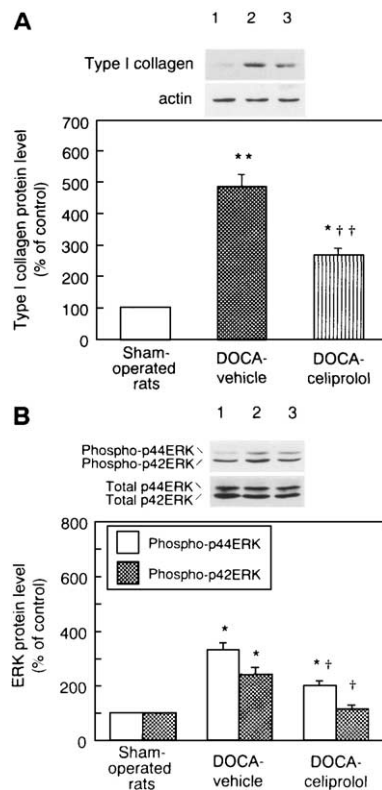 A
1 2 3
Type I collagen
actin
Type I collagen protein level
(% of control)
700
600
500
400
300
200
100
0
**
* † †
Sham-
operated
rats
DOCA-
vehicle
DOCA-
celiprolol
B
1 2 3
Phospho-p44ERK
Phospho-p42ERK
Total p44ERK
Total p42ERK
ERK protein level
(% of control)
800
600
400
200
0
Phospho-p44ERK
Phospho-p42ERK
* *
* † †
Sham-
operated
rats
DOCA-
vehicle
DOCA-
celiprolol